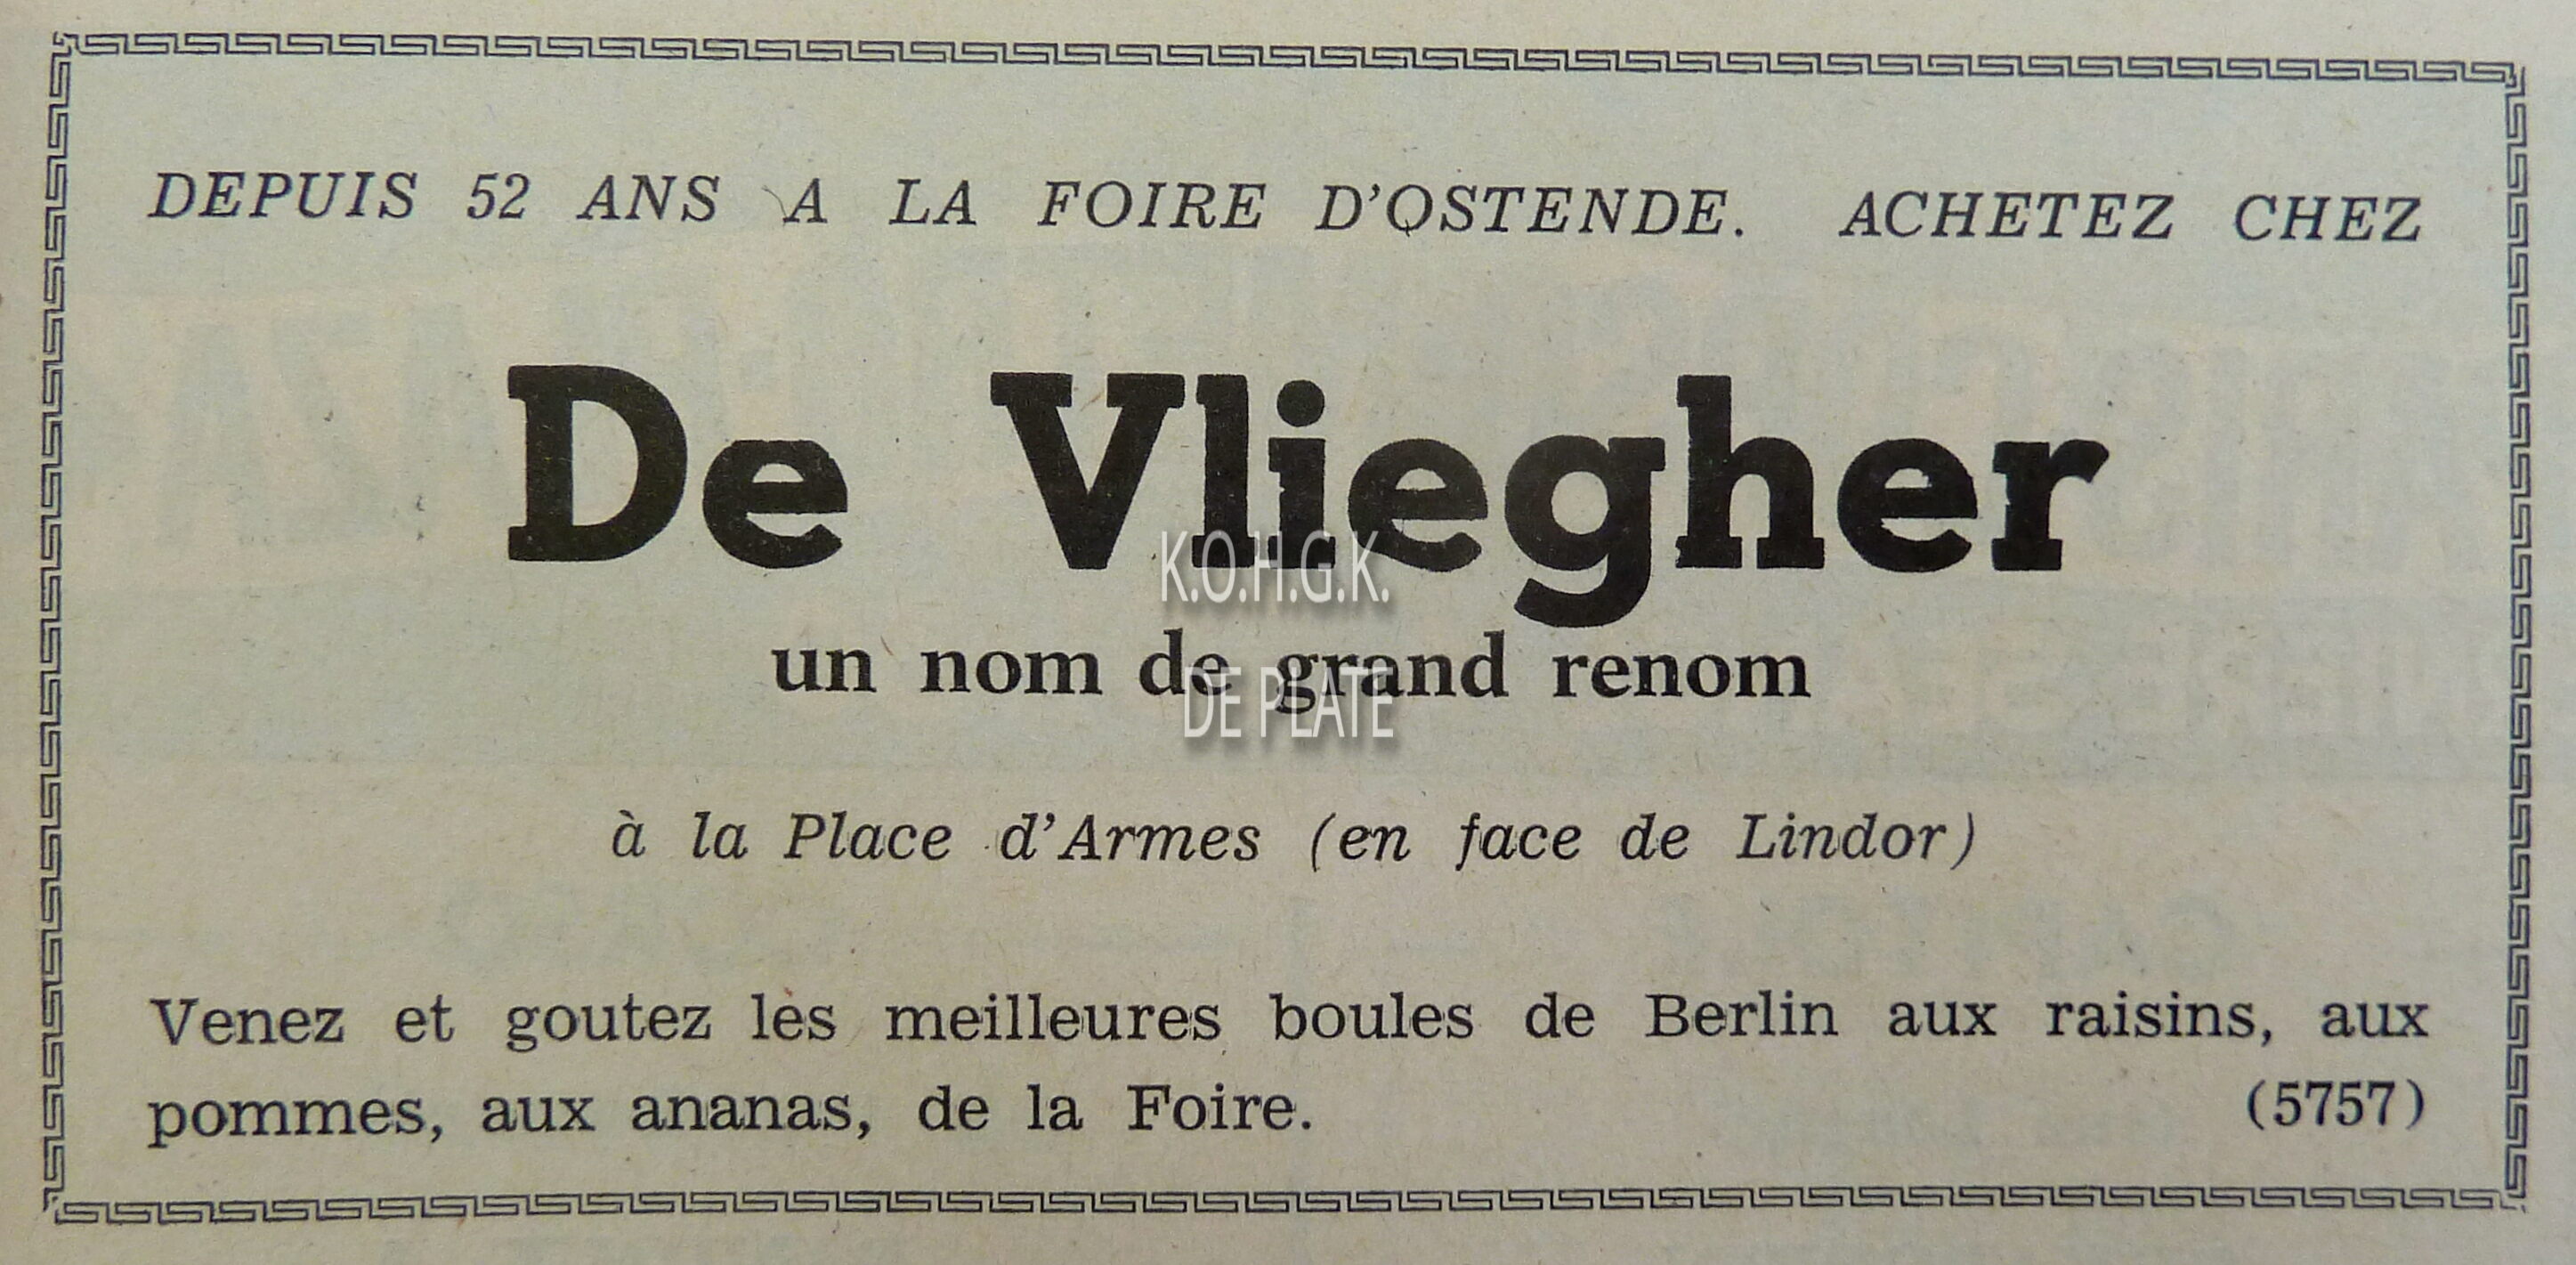 DEPUIS 52 ANS A LA FOIRE D'OSTENDE. ACHETEZ CHEZ
De Vliegher
K.O.H.G.K.
un nom de grand renom
DE PLATE
à la Place d'Armes (en face de Lindor)
Venez et goutez les meilleures boules de Berlin aux raisins, aux
pommes, aux ananas, de la Foire. (5757)